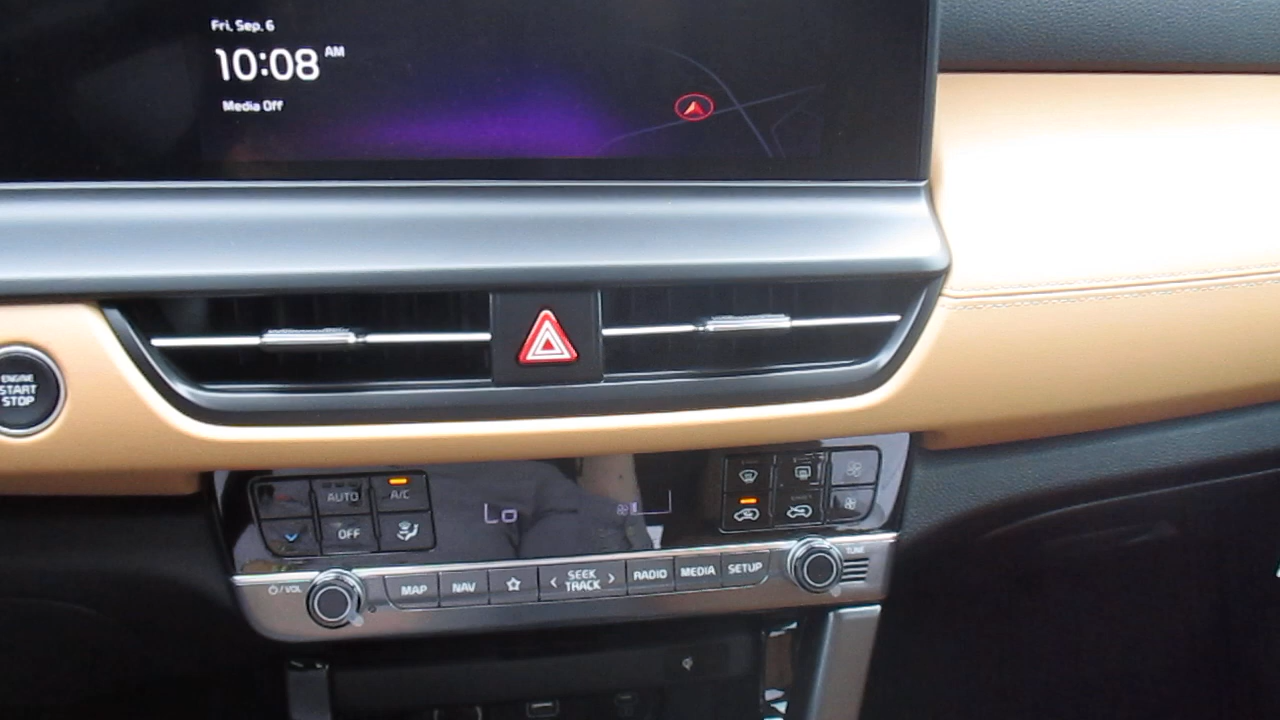 Fri, Sep. 6
10:08 AM
Media Off
ENGINE
START
STOP
AUTO
A/C
OFF
Lo
/ VOL
MAP
NAV
SEEK
TRACK
RADIO
MEDIA
SETUP
TUNE